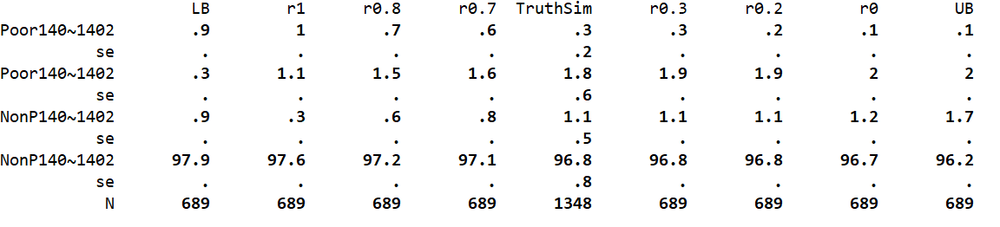 LB r1 r0.8 r0.7 TruthSim r0.3 r0.2 r0 UB
Poor140~1402 .9 1 .7 .6 .3 .3 .2 .1 .1
se . . . . .2 . . . .
Poor140~1402 .3 1.1 1.5 1.6 1.8 1.9 1.9 2 2
se . . . . .6 . . . .
NonP140~1402 .9 .3 .6 .8 1.1 1.1 1.1 1.2 1.7
se . . . . .5 . . . .
NonP140~1402 97.9 97.6 97.2 97.1 96.8 96.8 96.8 96.7 96.2
se . . . . .8 . . . .
N 689 689 689 689 1348 689 689 689 689